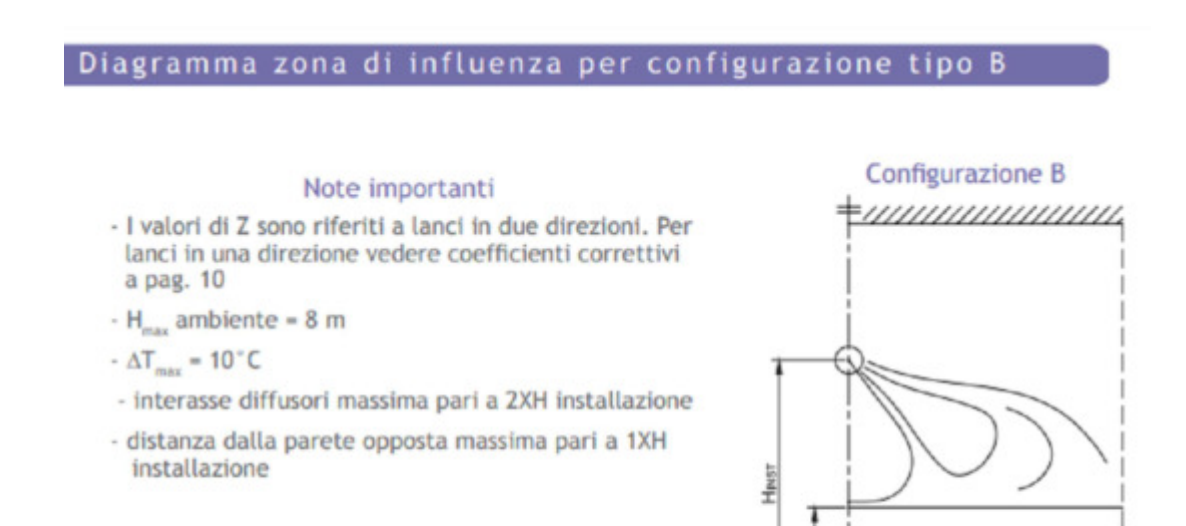 Diagramma zona di influenza per configurazione tipo B
Note importanti
Configurazione B
- I valori di Z sono riferiti a lanci in due direzioni. Per
lanci in una direzione vedere coefficienti correttivi
a pag. 10
- Hmax ambiente = 8 m
- ΔTmax = 10°C
- interasse diffusori massima pari a 2XH installazione
- distanza dalla parete opposta massima pari a 1XH
installazione
HINST